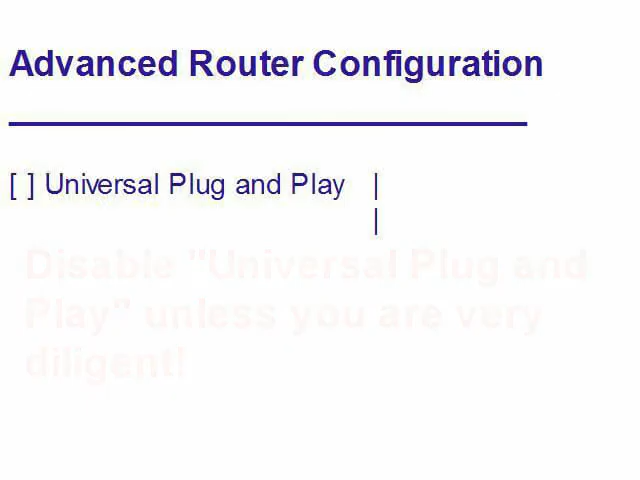 Advanced Router Configuration
[ ] Universal Plug and Play |
|
Disable "Universal Plug and
Play" unless you are very
diligent!